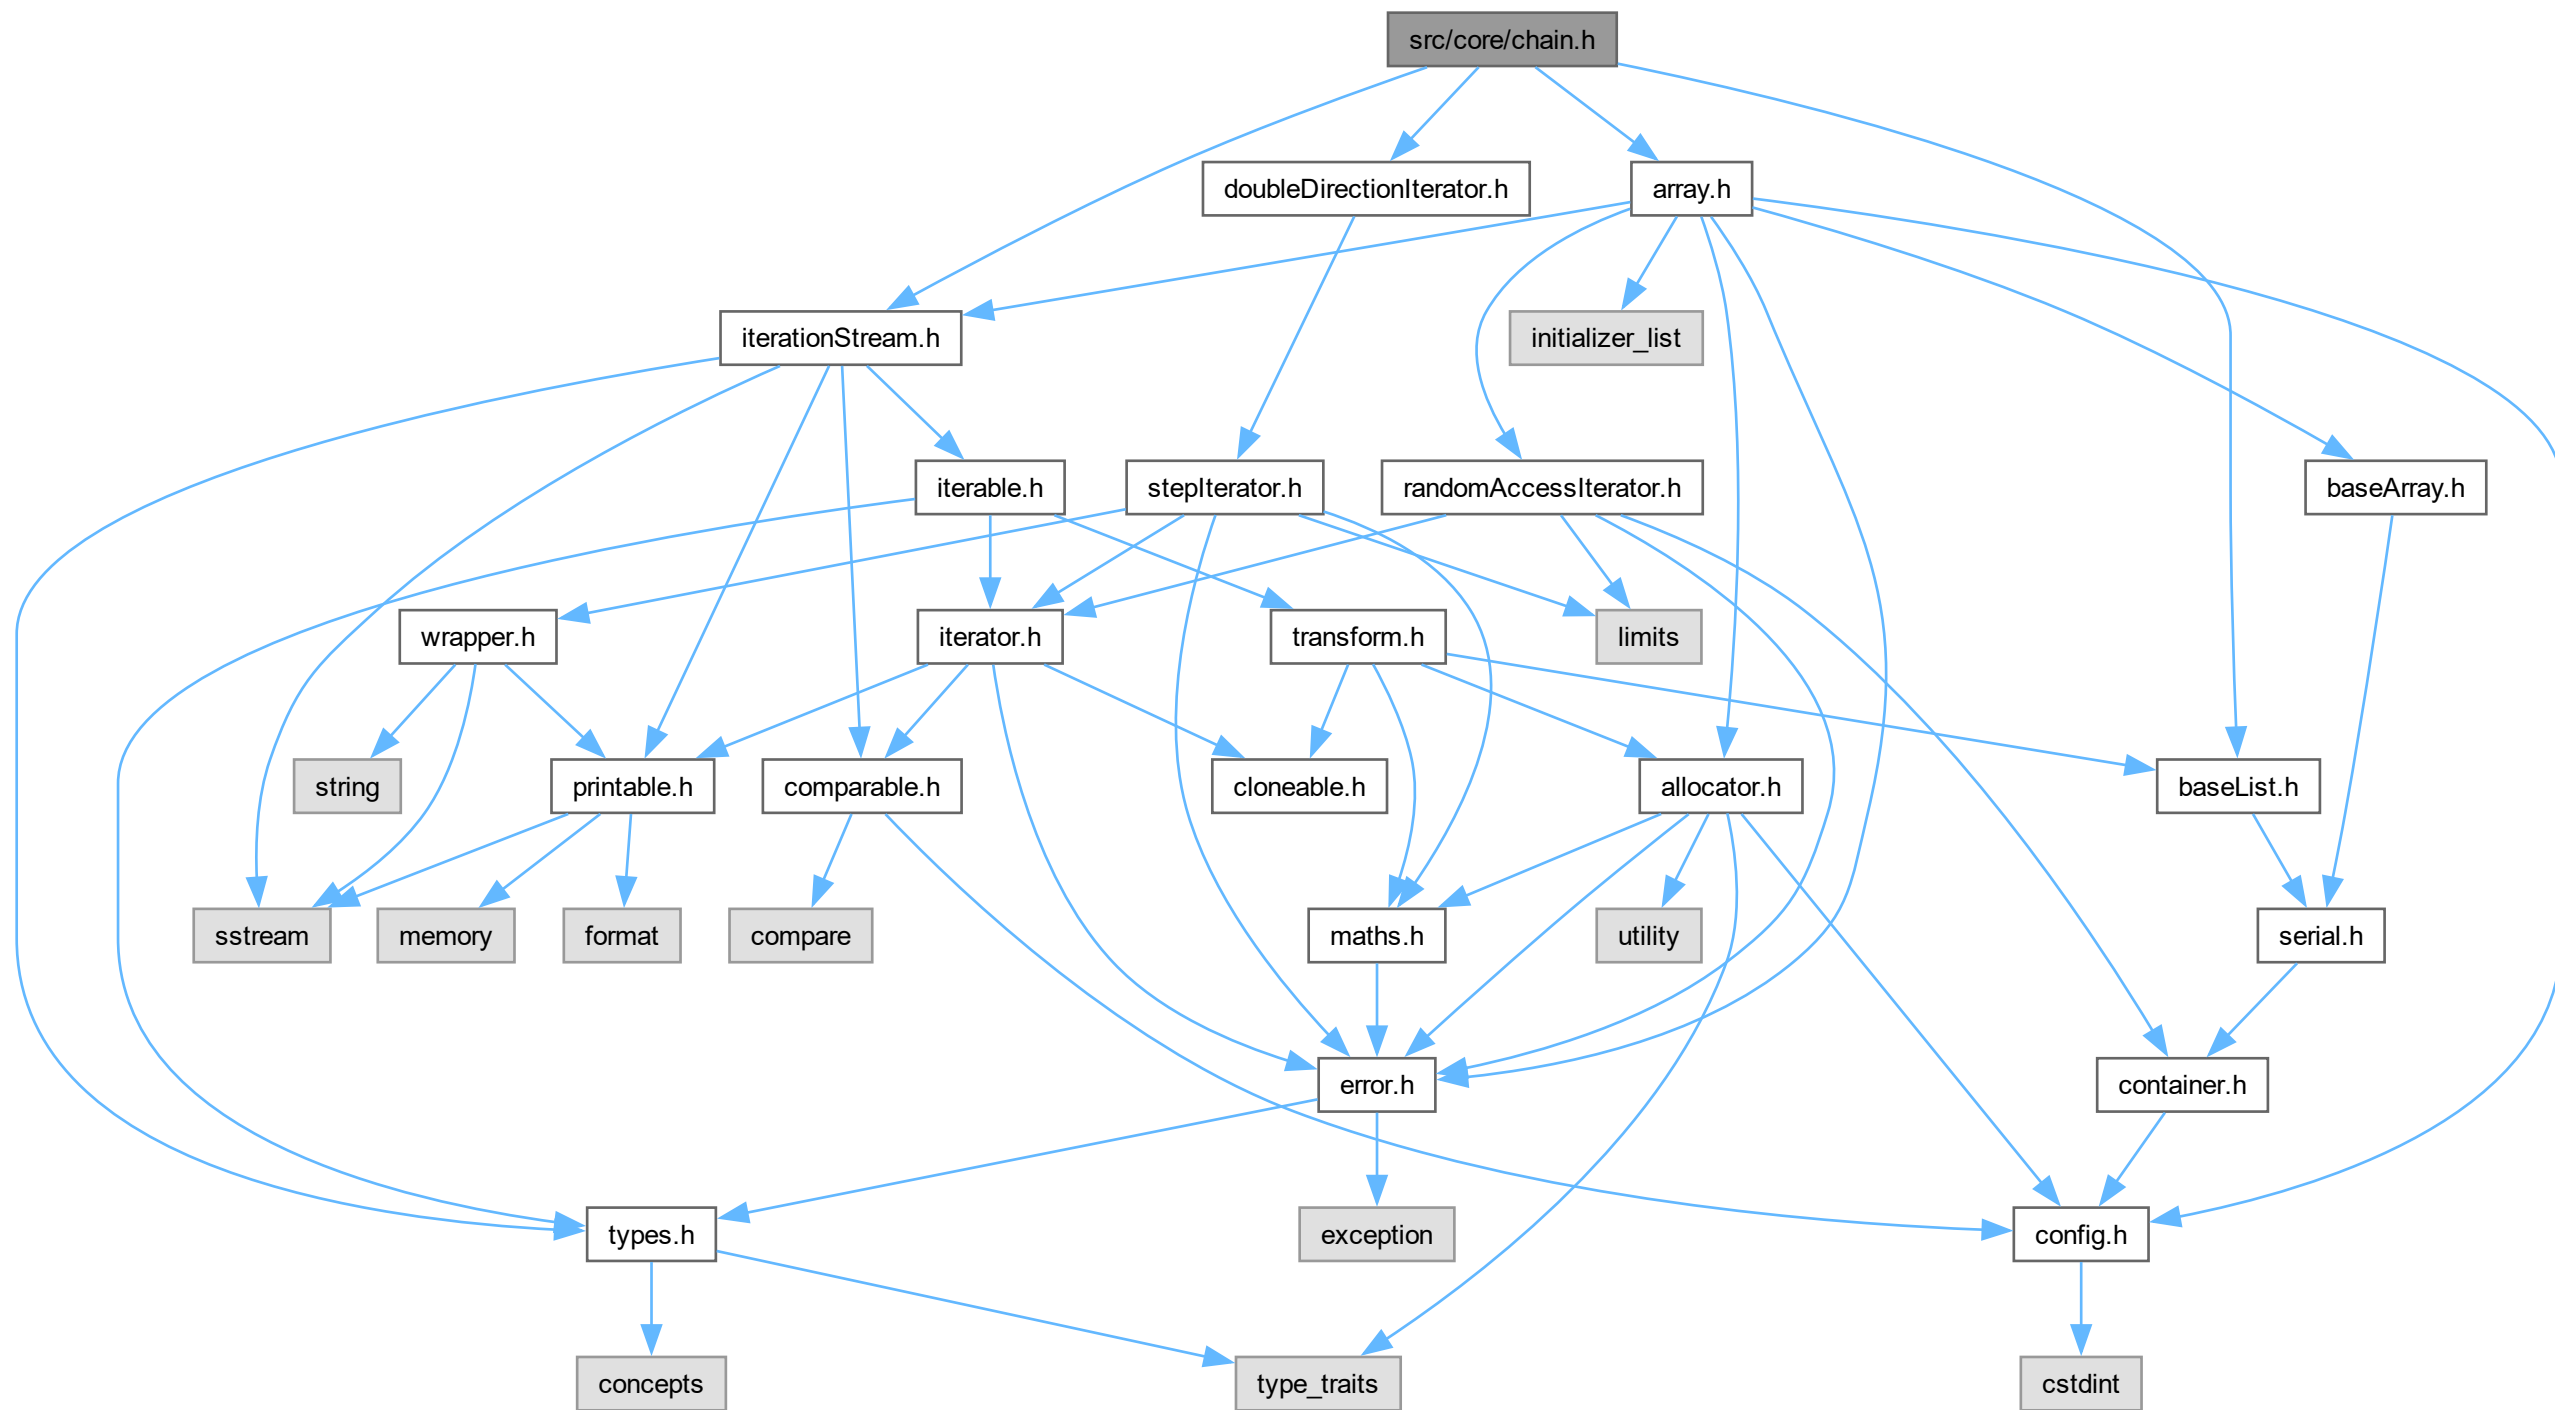 src/core/chain.h
doubleDirectionIterator.h
array.h
iterationStream.h
initializer_list
iterable.h
stepIterator.h
randomAccessIterator.h
baseArray.h
wrapper.h
iterator.h
transform.h
limits
string
printable.h
comparable.h
cloneable.h
allocator.h
baseList.h
sstream
memory
format
compare
maths.h
utility
serial.h
error.h
container.h
types.h
exception
config.h
concepts
type_traits
cstdint